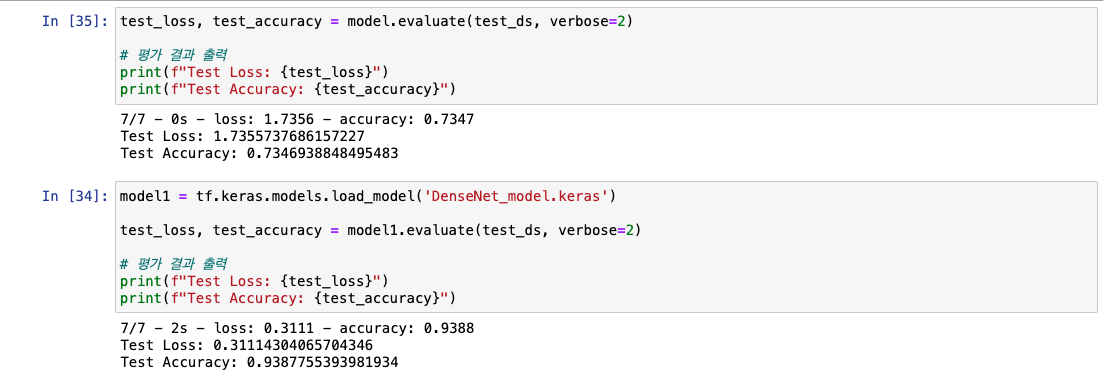 In [35]: test_loss, test_accuracy = model.evaluate(test_ds, verbose=2)
# 평가 결과 출력
print(f"Test Loss: {test_loss}")
print(f"Test Accuracy: {test_accuracy}")
7/7 - 0s - loss: 1.7356 - accuracy: 0.7347
Test Loss: 1.7355737686157227
Test Accuracy: 0.7346938848495483
In [34]: model1 = tf.keras.models.load_model('DenseNet_model.keras')
test_loss, test_accuracy = model1.evaluate(test_ds, verbose=2)
# 평가 결과 출력
print(f"Test Loss: {test_loss}")
print(f"Test Accuracy: {test_accuracy}")
7/7 - 2s - loss: 0.3111 - accuracy: 0.9388
Test Loss: 0.31114304065704346
Test Accuracy: 0.9387755393981934